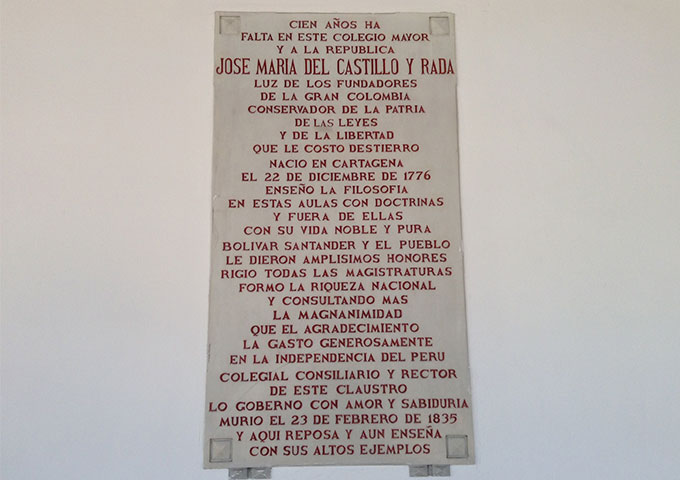 CIEN AÑOS HA
FALTA EN ESTE COLEGIO MAYOR
Y A LA REPUBLICA
JOSE MARIA DEL CASTILLO Y RADA
LUZ DE LOS FUNDADORES
DE LA GRAN COLOMBIA
CONSERVADOR DE LA PATRIA
DE LAS LEYES
Y DE LA LIBERTAD
QUE LE COSTO DESTIERRO
NACIO EN CARTAGENA
EL 22 DE DICIEMBRE DE 1776
ENSEÑO LA FILOSOFIA
EN ESTAS AULAS CON DOCTRINAS
Y FUERA DE ELLAS
CON SU VIDA NOBLE Y PURA
BOLIVAR SANTANDER Y EL PUEBLO
LE DIERON AMPLISIMOS HONORES
RIGIO TODAS LAS MAGISTRATURAS
FORMO LA RIQUEZA NACIONAL
Y CONSULTANDO MAS
LA MAGNANIMIDAD
QUE EL AGRADECIMIENTO
LA GASTO GENEROSAMENTE
EN LA INDEPENDENCIA DEL PERU
COLEGIAL CONSILIARIO Y RECTOR
DE ESTE CLAUSTRO
LO GOBERNO CON AMOR Y SABIDURIA
MURIO EL 23 DE FEBRERO DE 1835
Y AQUI REPOSA Y AUN ENSEÑA
CON SUS ALTOS EJEMPLOS